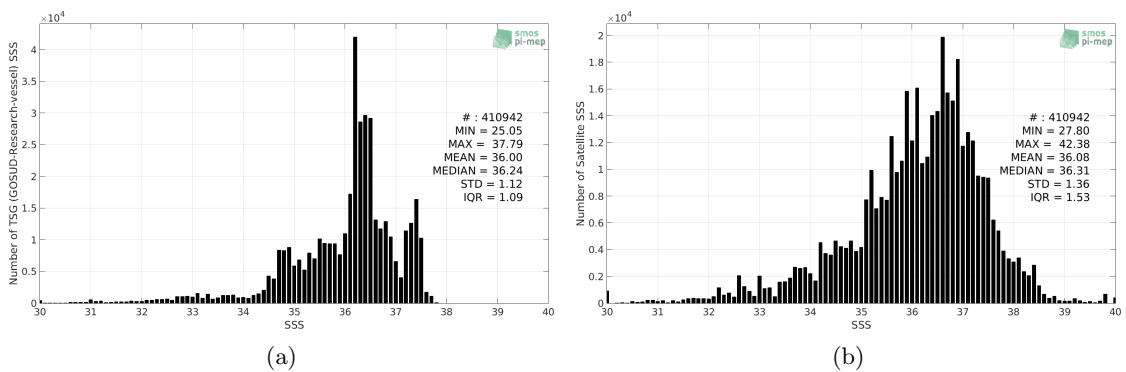 ×10⁴
Number of TSG (GOSUD-Research-vessel) SSS
4
3.5
3
2.5
2
1.5
1
0.5
0
30 31 32 33 34 35 36 37 38 39 40
SSS
smos
pi-mep
# : 410942
MIN = 25.05
MAX = 37.79
MEAN = 36.00
MEDIAN = 36.24
STD = 1.12
IQR = 1.09
(a)
×10⁴
Number of Satellite SSS
2
1.8
1.6
1.4
1.2
1
0.8
0.6
0.4
0.2
0
30 31 32 33 34 35 36 37 38 39 40
SSS
smos
pi-mep
# : 410942
MIN = 27.80
MAX = 42.38
MEAN = 36.08
MEDIAN = 36.31
STD = 1.36
IQR = 1.53
(b)